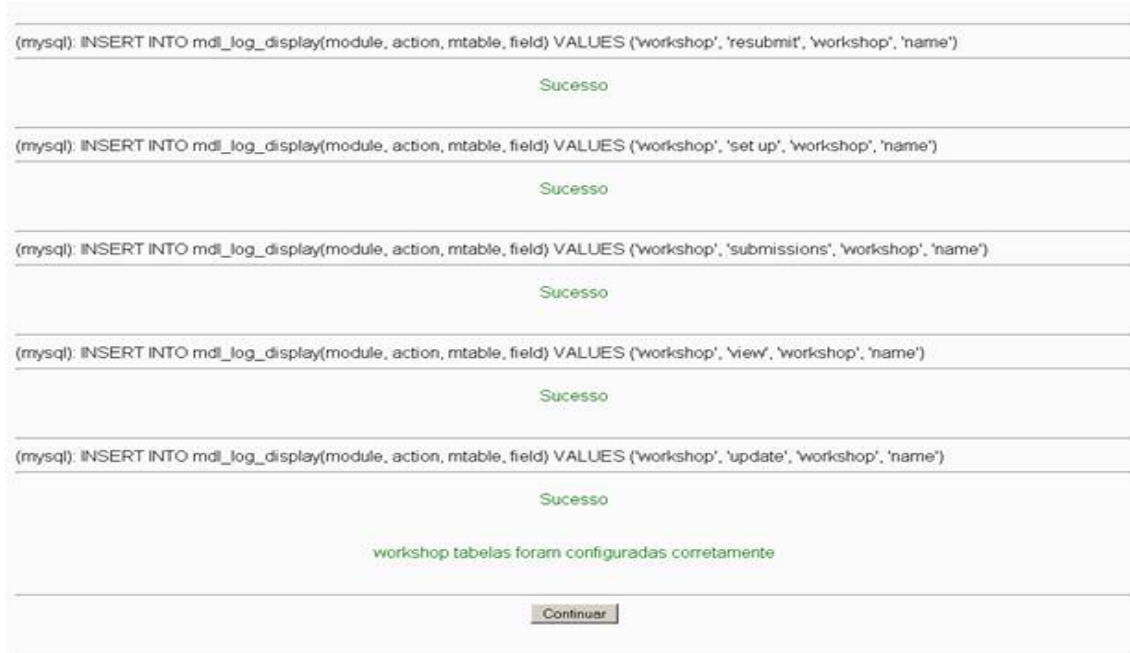 (mysql): INSERT INTO mdl_log_display(module, action, mtable, field) VALUES ('workshop', 'resubmit', 'workshop', 'name')
Sucesso
(mysql): INSERT INTO mdl_log_display(module, action, mtable, field) VALUES ('workshop', 'set up', 'workshop', 'name')
Sucesso
(mysql): INSERT INTO mdl_log_display(module, action, mtable, field) VALUES ('workshop', 'submissions', 'workshop', 'name')
Sucesso
(mysql): INSERT INTO mdl_log_display(module, action, mtable, field) VALUES ('workshop', 'view', 'workshop', 'name')
Sucesso
(mysql): INSERT INTO mdl_log_display(module, action, mtable, field) VALUES ('workshop', 'update', 'workshop', 'name')
Sucesso
workshop tabelas foram configuradas corretamente
Continuar